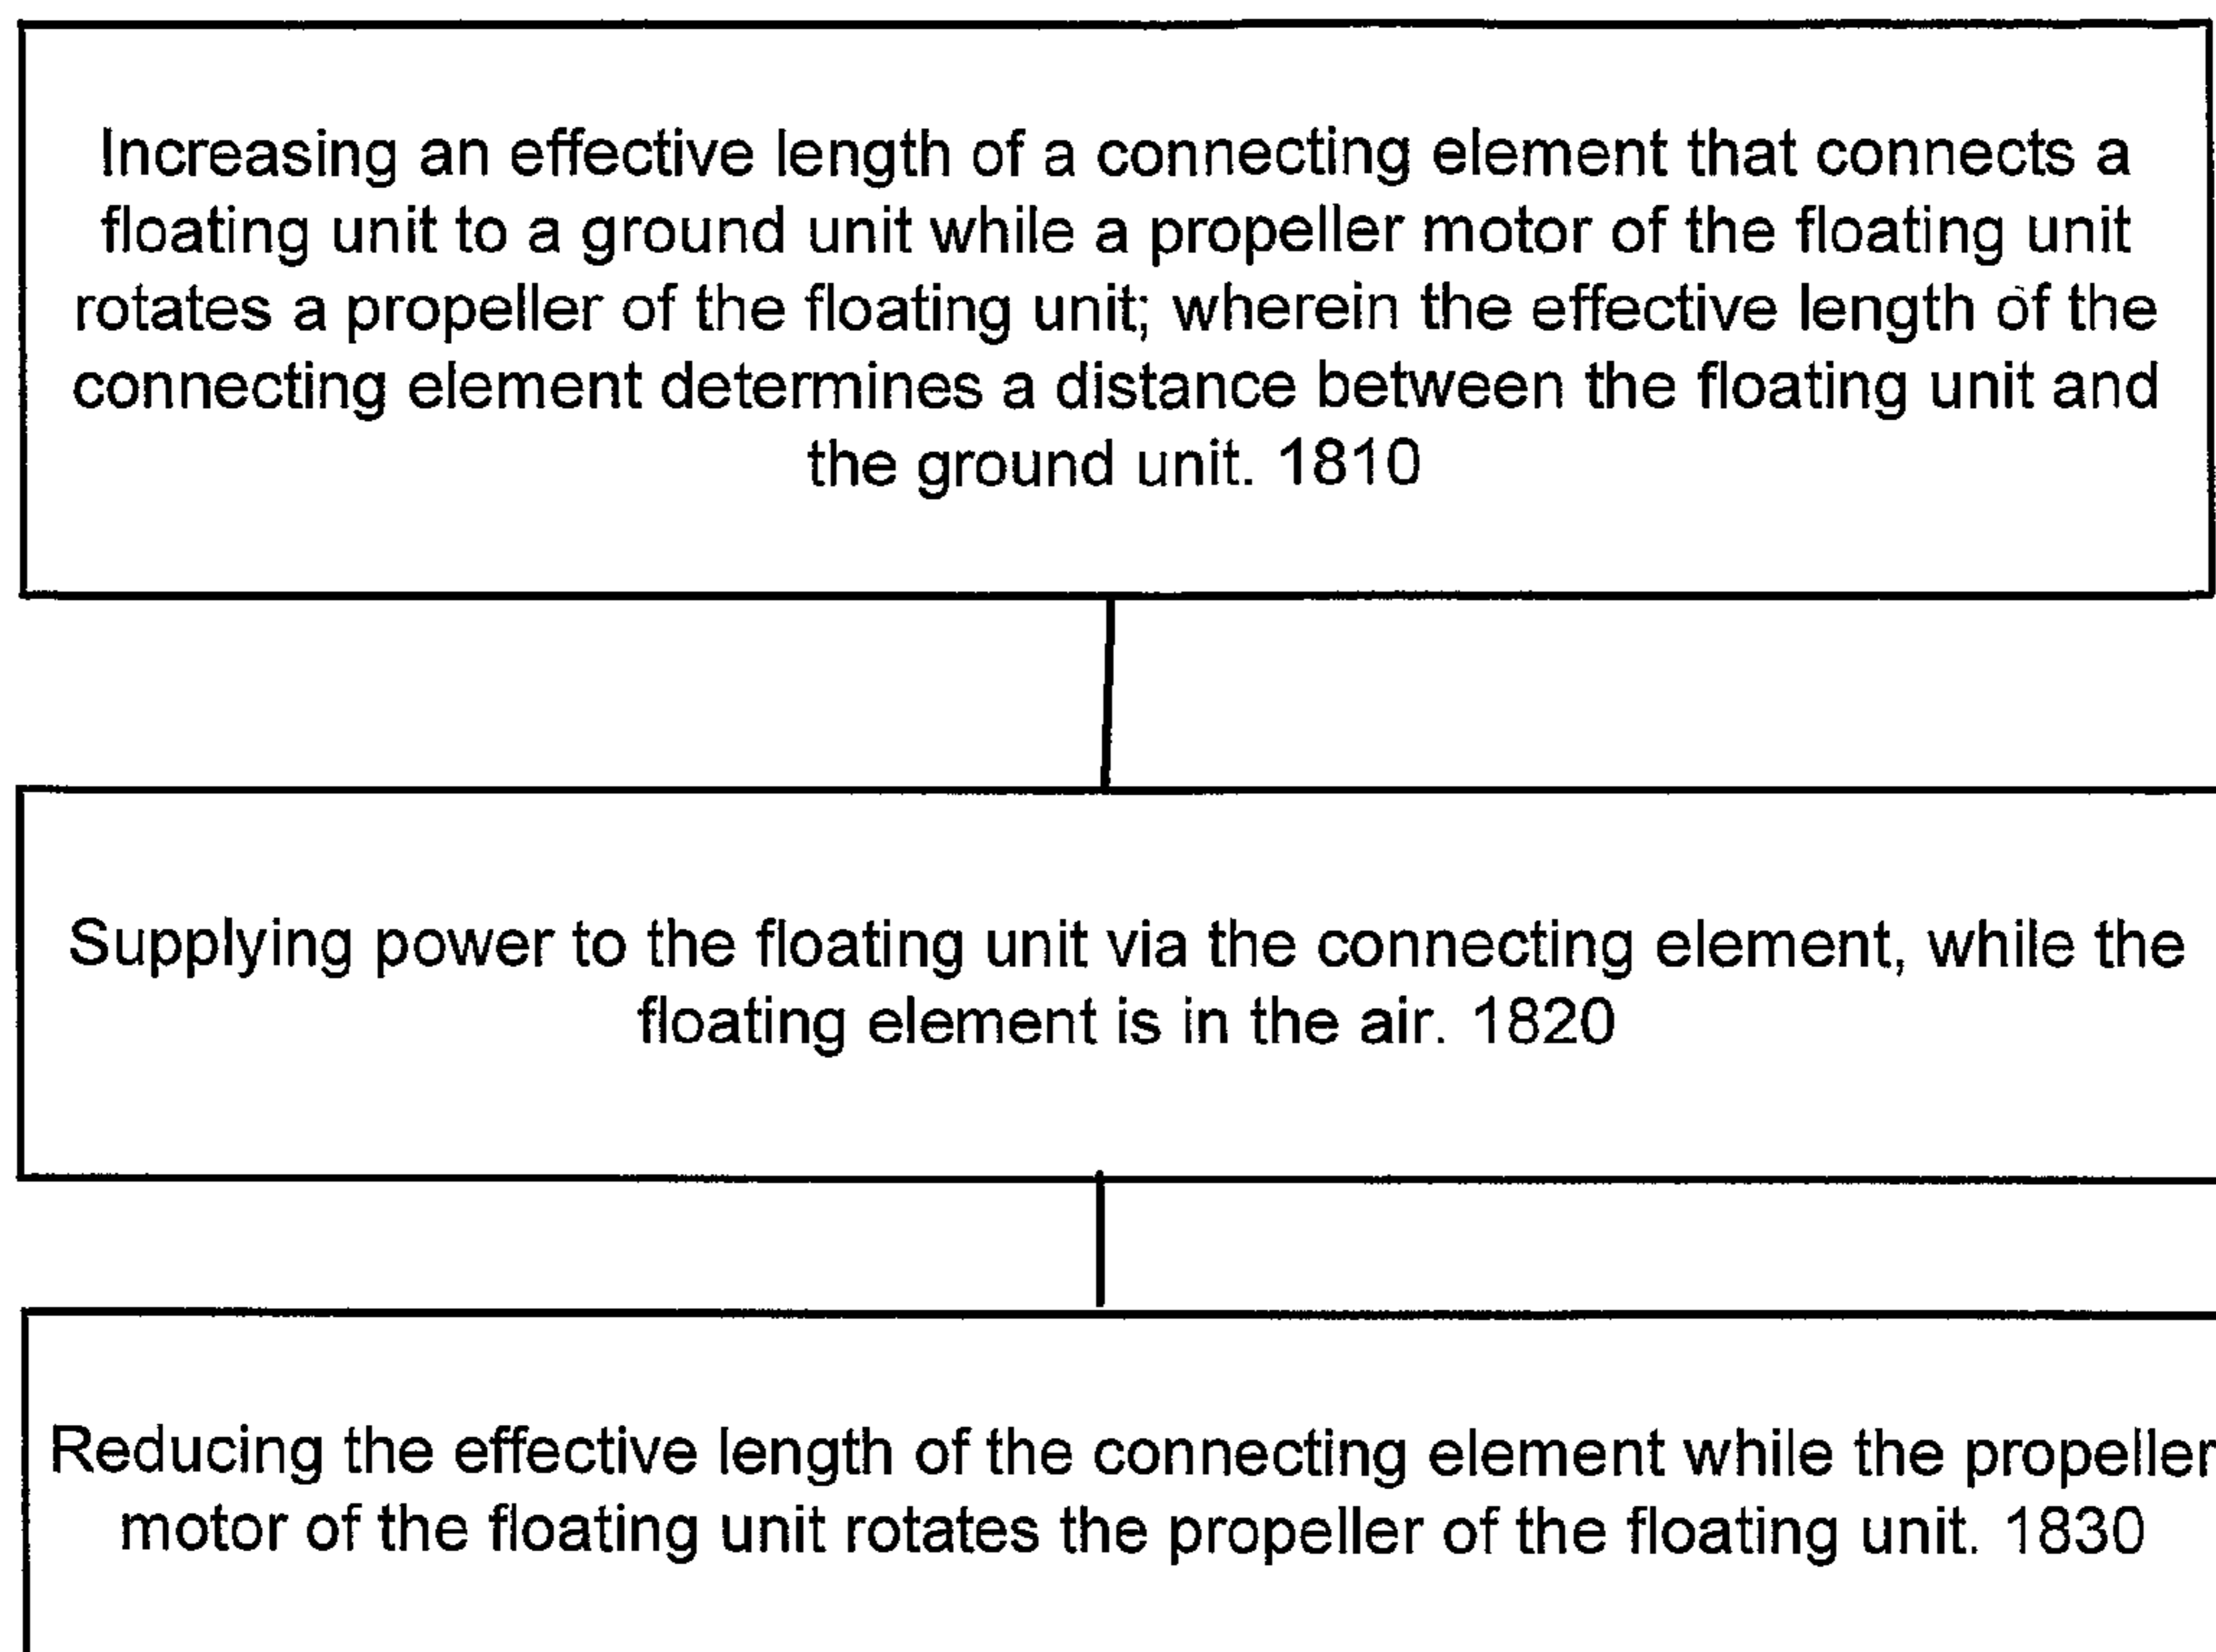 Increasing an effective length of a connecting element that connects a
floating unit to a ground unit while a propeller motor of the floating unit
rotates a propeller of the floating unit; wherein the effective length of the
connecting element determines a distance between the floating unit and
the ground unit. 1810
Supplying power to the floating unit via the connecting element, while the
floating element is in the air. 1820
Reducing the effective length of the connecting element while the propeller
motor of the floating unit rotates the propeller of the floating unit. 1830